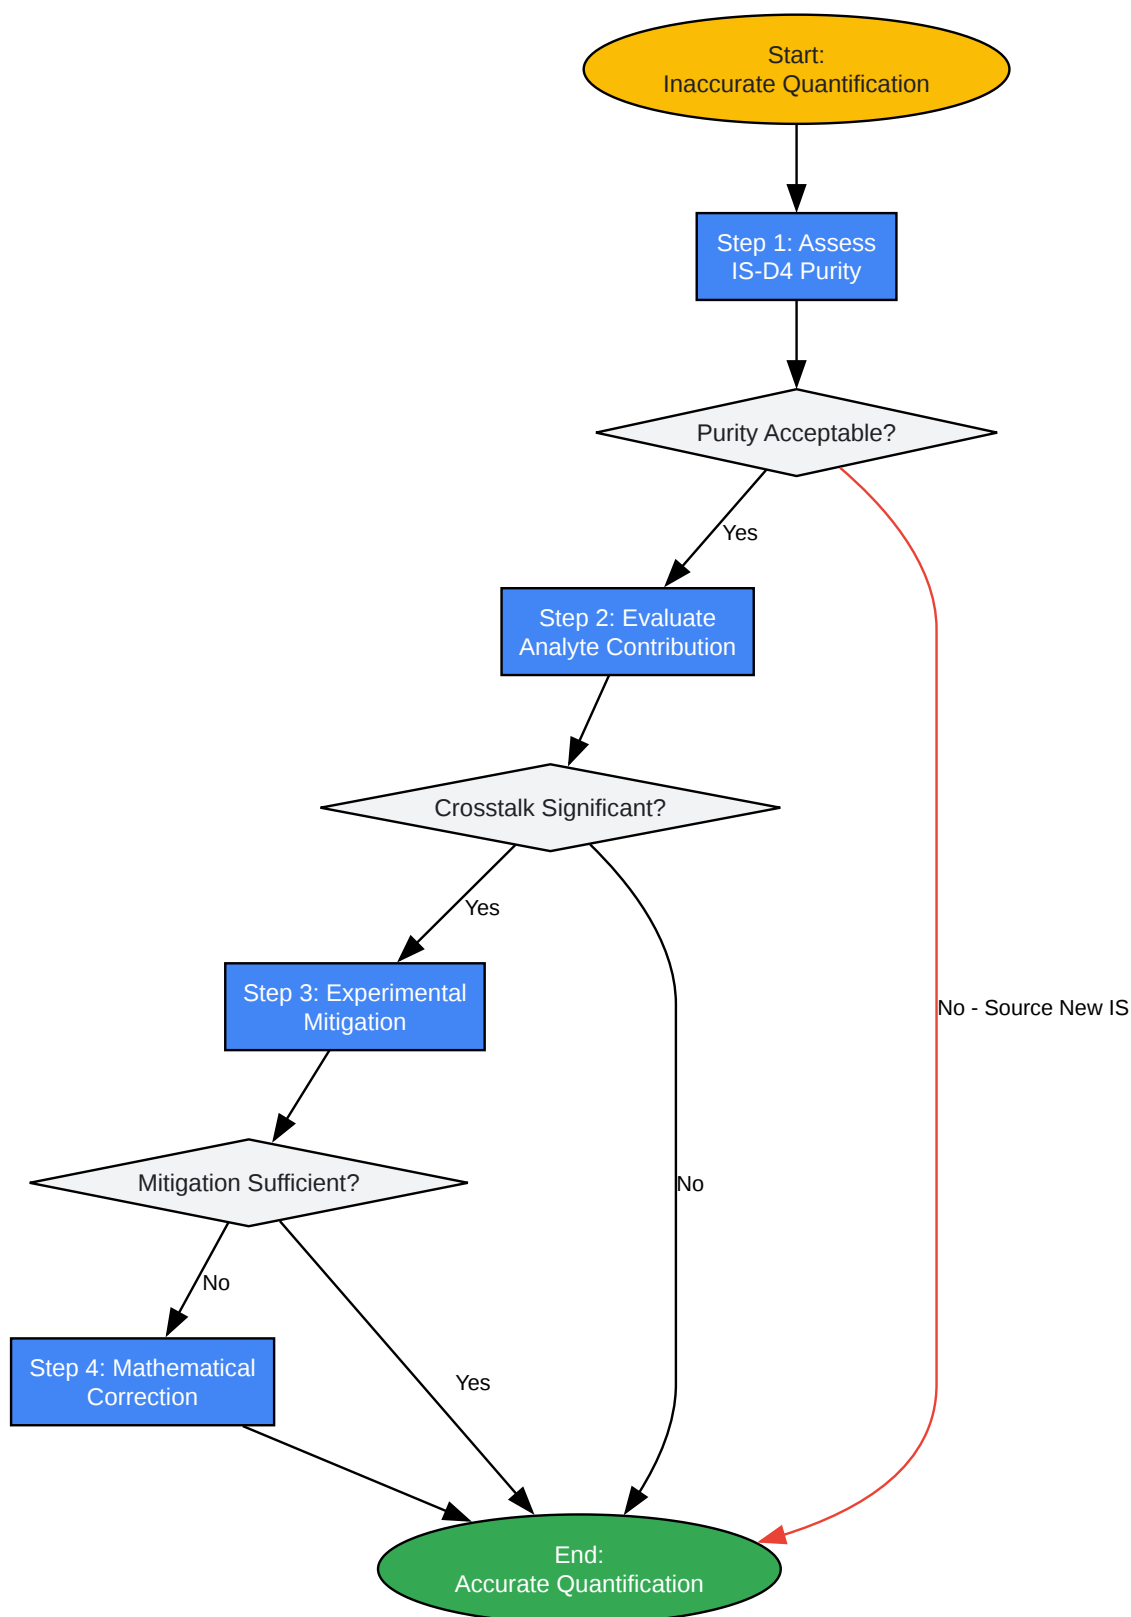 Start:
Inaccurate Quantification
Step 1: Assess
IS-D4 Purity
Purity Acceptable?
Yes
Step 2: Evaluate
Analyte Contribution
Crosstalk Significant?
Yes
Step 3: Experimental
Mitigation
No - Source New IS
Mitigation Sufficient?
No
No
Step 4: Mathematical
Correction
Yes
End:
Accurate Quantification